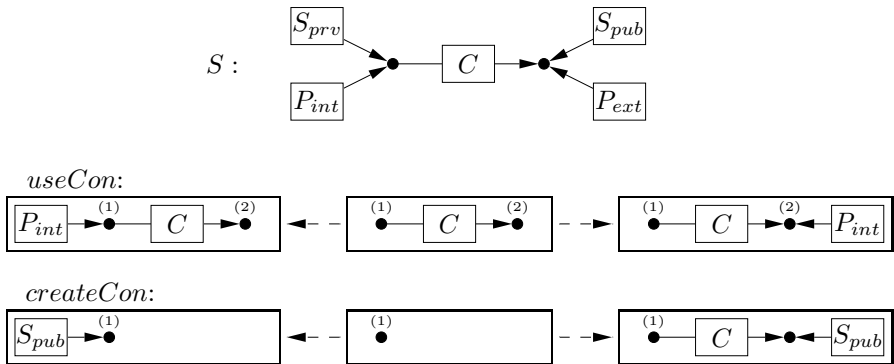 S_prv S_pub
S : C
P_int P_ext
useCon:
(1) (2) (1) (2) (1) (2)
P_int C C C P_int
createCon:
(1) (1) (1)
S_pub C S_pub